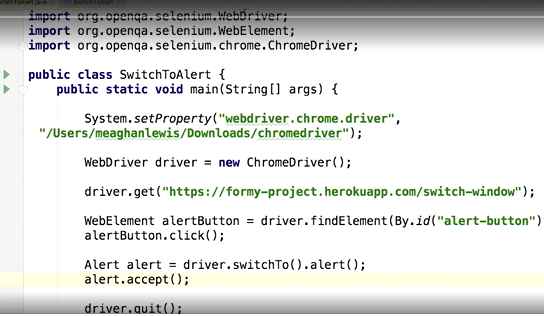 SwitchToAlert
import org.openqa.selenium.WebDriver;
import org.openqa.selenium.WebElement;
import org.openqa.selenium.chrome.ChromeDriver;
public class SwitchToAlert {
public static void main(String[] args) {
System.setProperty("webdriver.chrome.driver",
"/Users/meaghanlewis/Downloads/chromedriver");
WebDriver driver = new ChromeDriver();
driver.get("https://formy-project.herokuapp.com/switch-window");
WebElement alertButton = driver.findElement(By.id("alert-button")
alertButton.click();
Alert alert = driver.switchTo().alert();
alert.accept();
driver.quit();